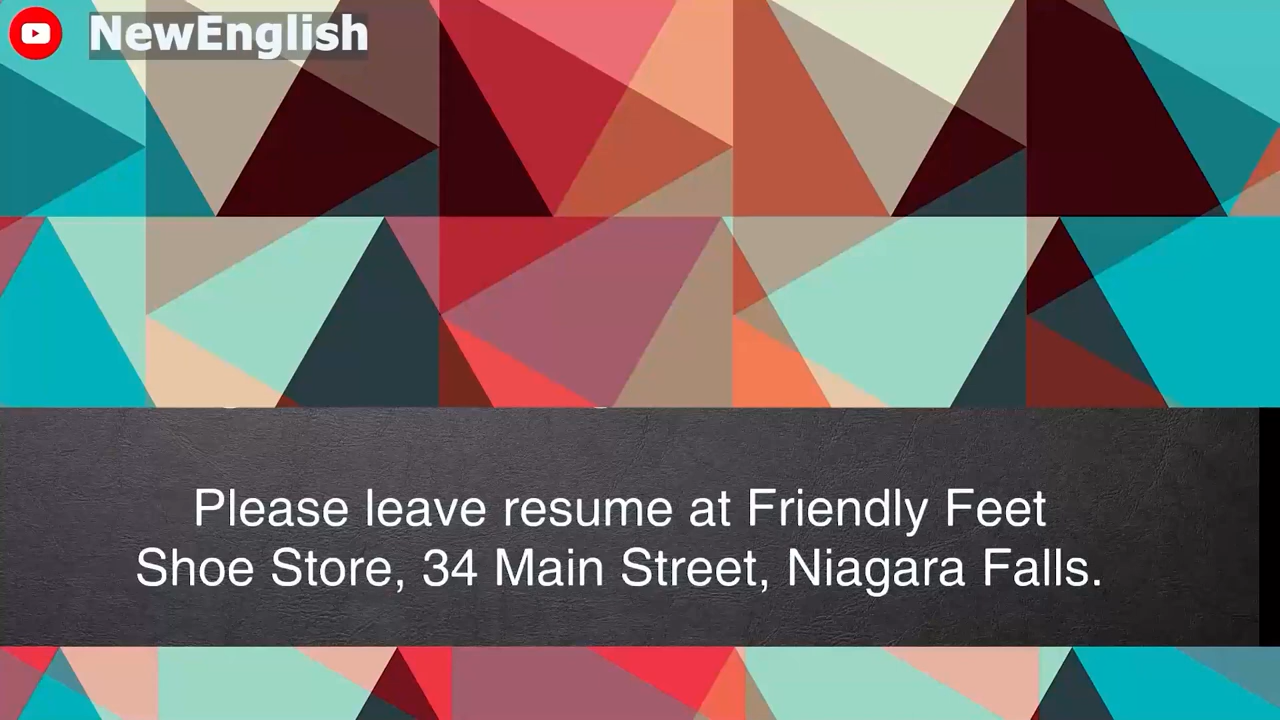 NewEnglish
Please leave resume at Friendly Feet
Shoe Store, 34 Main Street, Niagara Falls.